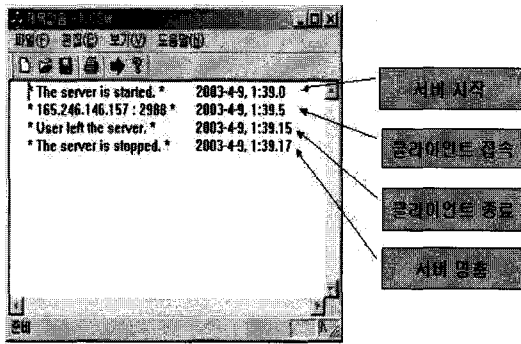 파일(F) 편집(E) 보기(V) 도움말(H)
* The server is started. * 2003-4-9, 1:39.0
* 165.246.146.157 : 2988 * 2003-4-9, 1:39.5
* User left the server. * 2003-4-9, 1:39.15
* The server is stopped. * 2003-4-9, 1:39.17
준비
서버 시작
클라이언트 접속
클라이언트 종료
서버 멈춤